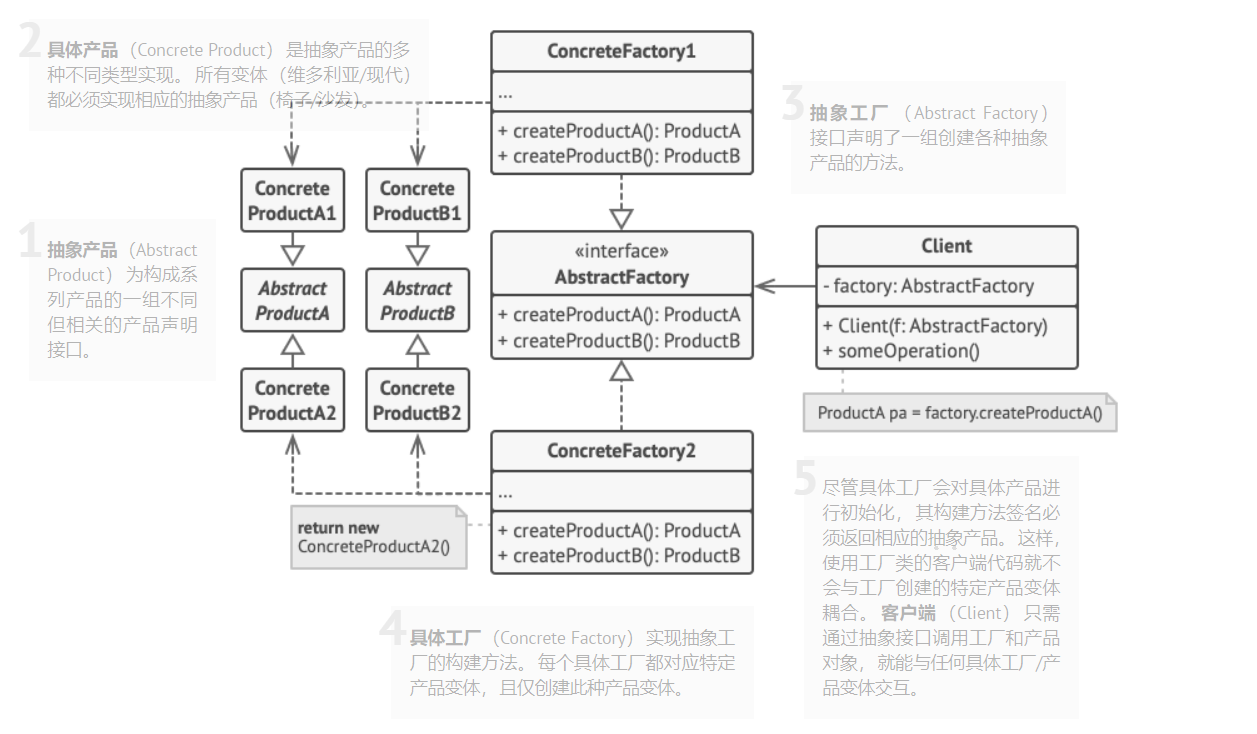 2
具体产品 （Concrete Product） 是抽象产品的多
种不同类型实现。 所有变体 （维多利亚/现代）
都必须实现相应的抽象产品（椅子/沙发）。
ConcreteFactory1
...
+ createProductA(): ProductA
+ createProductB(): ProductB
3
抽象工厂 （Abstract Factory）
接口声明了一组创建各种抽象
产品的方法。
Concrete
ProductA1
Concrete
ProductB1
1
抽象产品 （Abstract
Product） 为构成系
列产品的一组不同
但相关的产品声明
接口。
Abstract
ProductA
Abstract
ProductB
«interface»
AbstractFactory
+ createProductA(): ProductA
+ createProductB(): ProductB
Client
- factory: AbstractFactory
+ Client(f: AbstractFactory)
+ someOperation()
ProductA pa = factory.createProductA()
Concrete
ProductA2
Concrete
ProductB2
ConcreteFactory2
...
+ createProductA(): ProductA
+ createProductB(): ProductB
return new
ConcreteProductA2()
5
尽管具体工厂会对具体产品进
行初始化， 其构建方法签名必
须返回相应的抽象产品。 这样，
使用工厂类的客户端代码就不
会与工厂创建的特定产品变体
耦合。 客户端 （Client） 只需
通过抽象接口调用工厂和产品
对象， 就能与任何具体工厂/产
品变体交互。
4
具体工厂 （Concrete Factory） 实现抽象工
厂的构建方法。 每个具体工厂都对应特定
产品变体， 且仅创建此种产品变体。